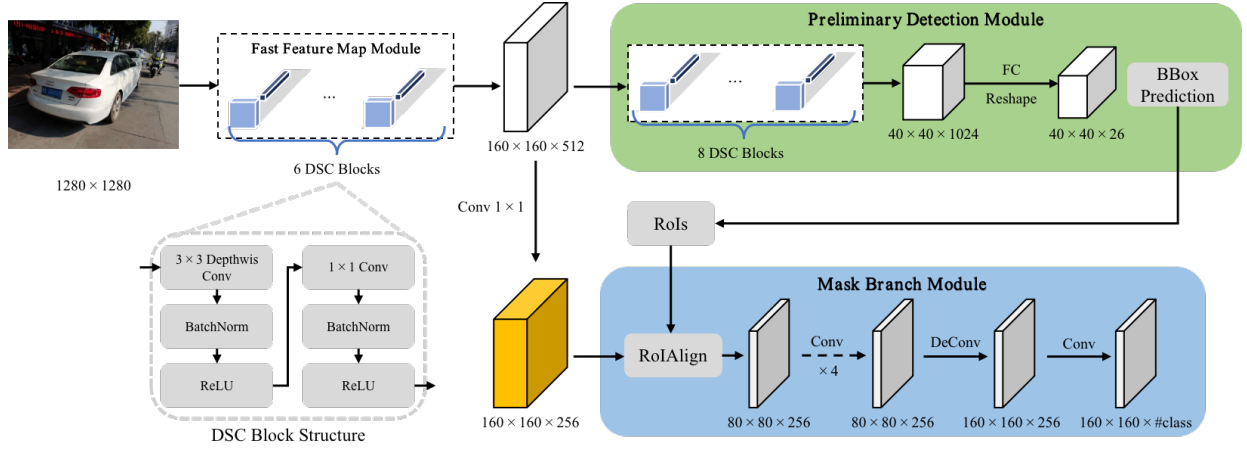 Preliminary Detection Module
Fast Feature Map Module
...
...
FC
Reshape
BBox
Prediction
6 DSC Blocks
160 × 160 × 512
8 DSC Blocks
40 × 40 × 1024
40 × 40 × 26
1280 × 1280
Conv 1 × 1
RoIs
3 × 3 Depthwis
Conv
BatchNorm
ReLU
1 × 1 Conv
BatchNorm
ReLU
DSC Block Structure
160 × 160 × 256
Mask Branch Module
RoIAlign
Conv
× 4
DeConv
Conv
80 × 80 × 256
80 × 80 × 256
160 × 160 × 256
160 × 160 × #class